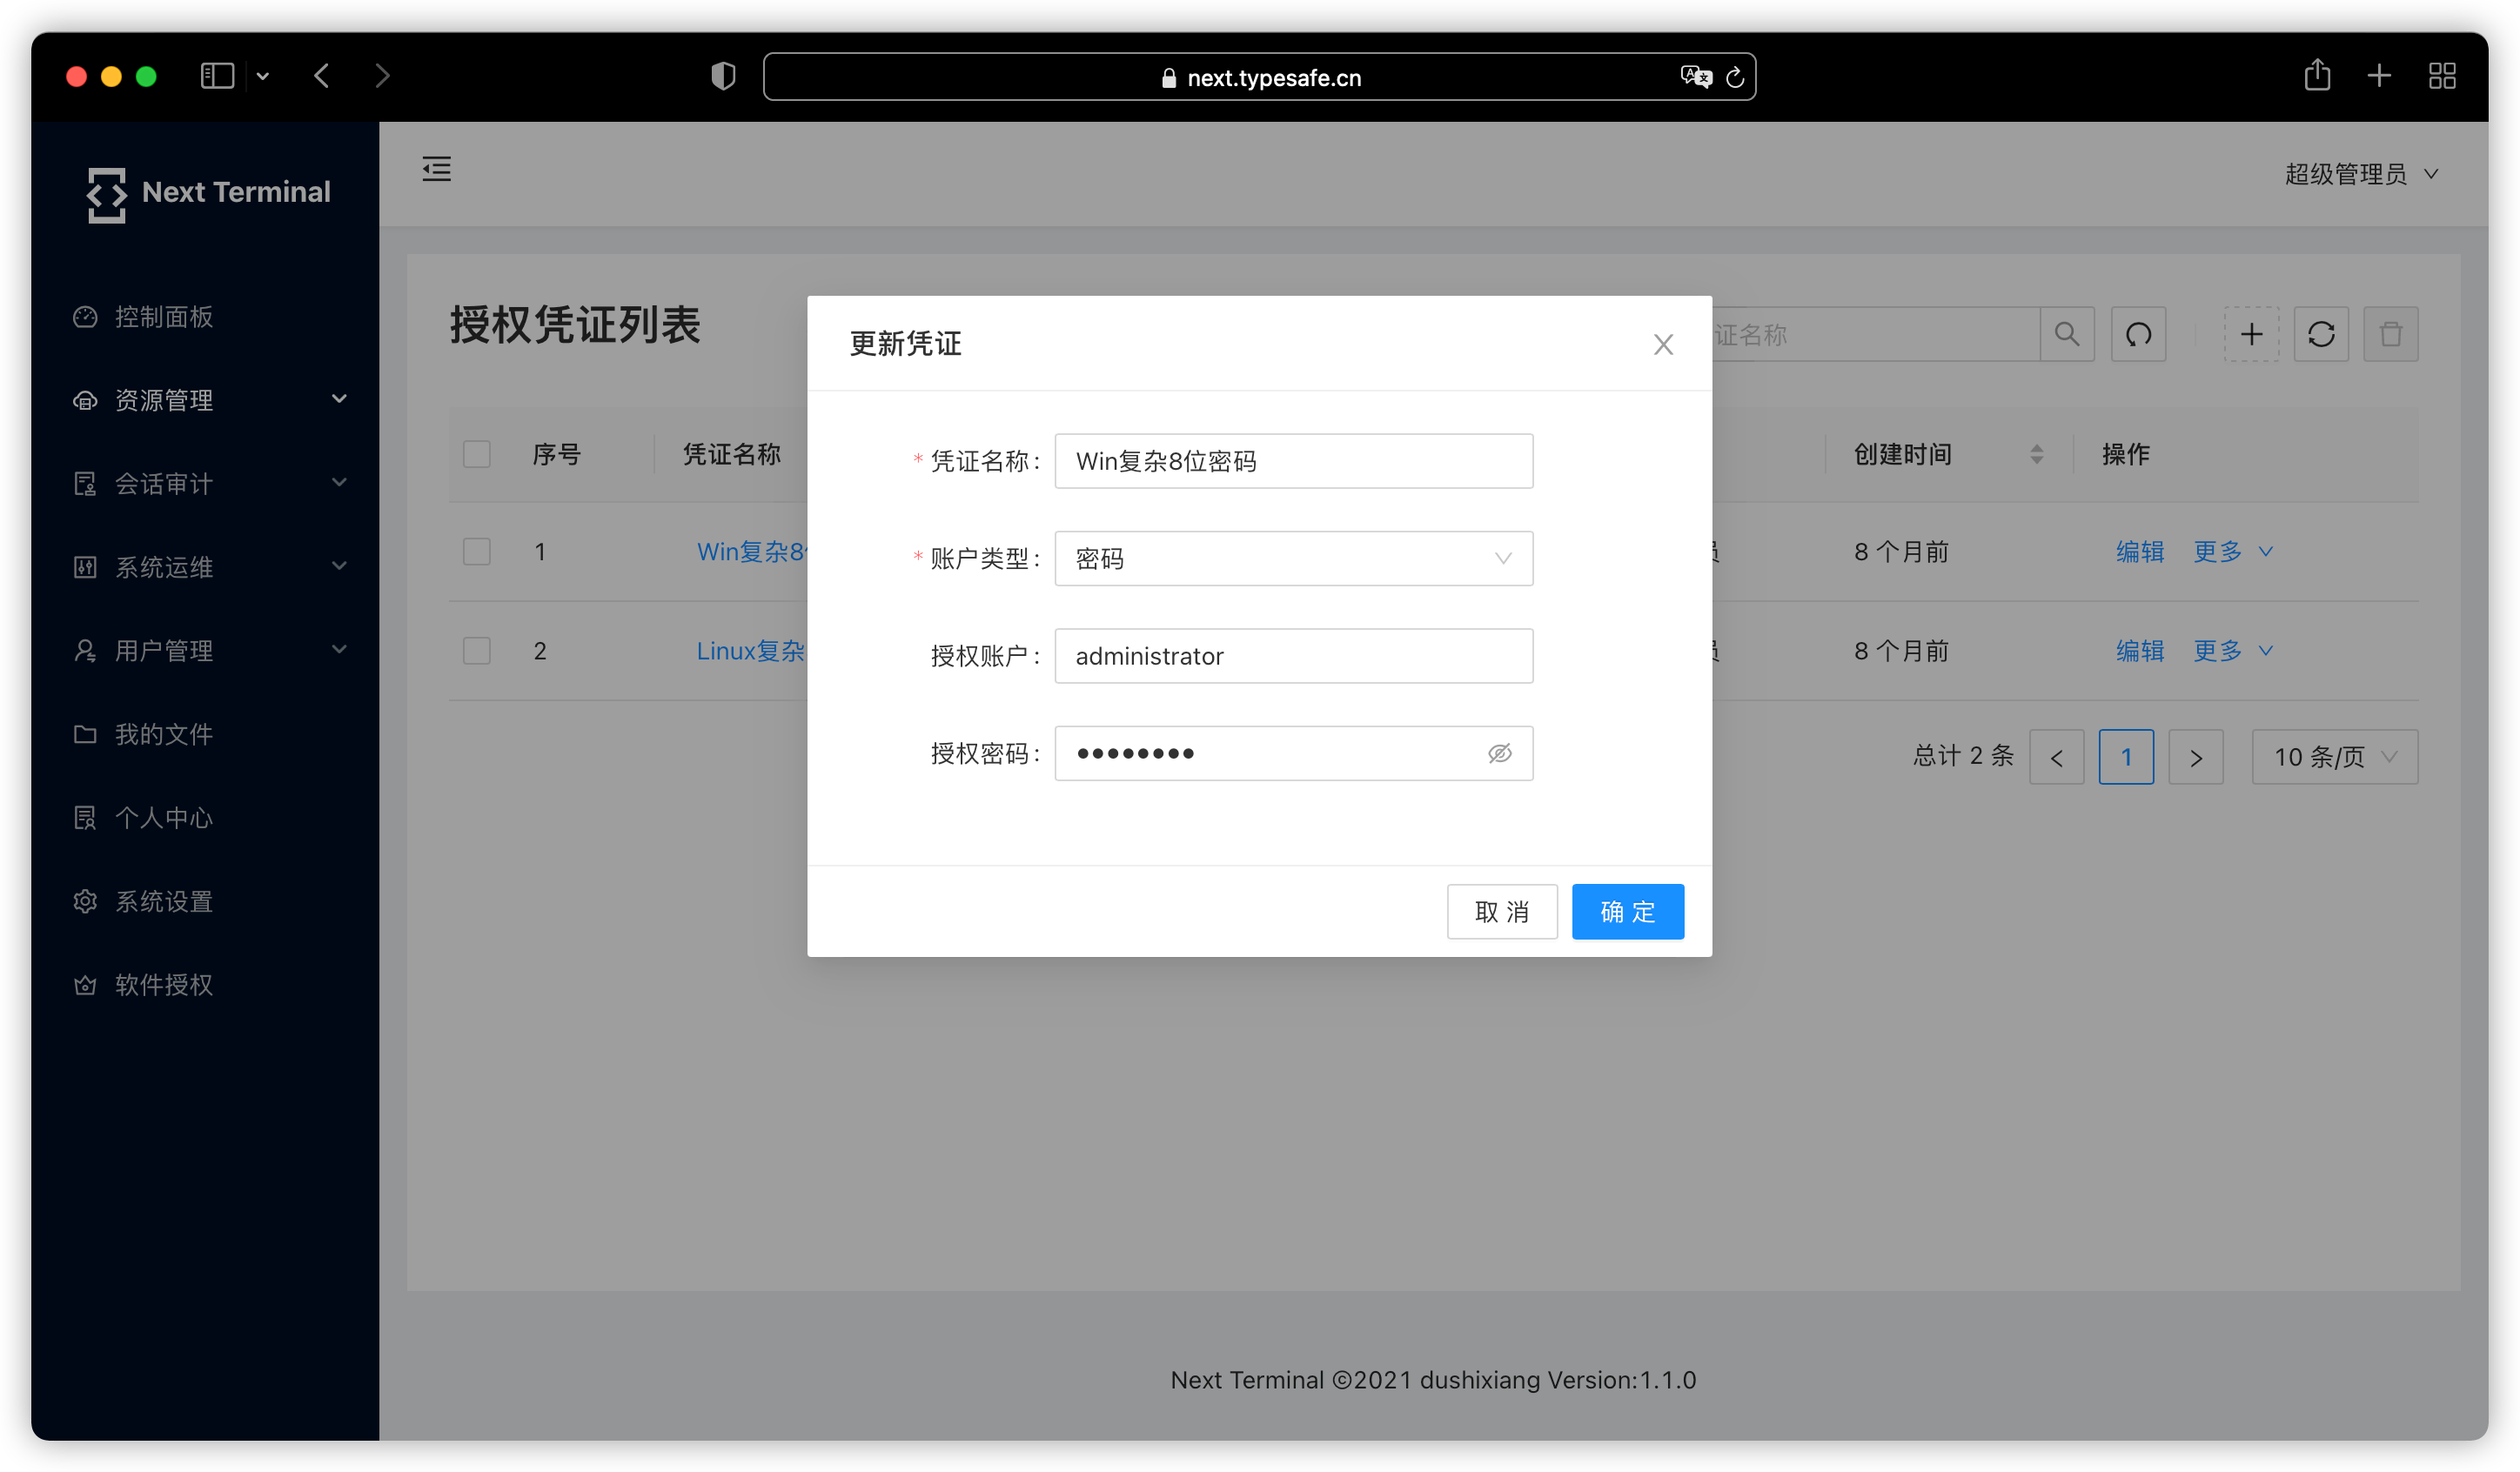 next.typesafe.cn
Next Terminal
超级管理员
控制面板
资源管理
会话审计
系统运维
用户管理
我的文件
个人中心
系统设置
软件授权
授权凭证列表
证名称
序号 凭证名称 创建时间 操作
1 Win复杂8 8 个月前 编辑 更多
2 Linux复杂 8 个月前 编辑 更多
总计 2 条 1 10 条/页
更新凭证
* 凭证名称: Win复杂8位密码
* 账户类型: 密码
授权账户: administrator
授权密码: ••••••••
取 消 确 定
Next Terminal ©2021 dushixiang Version:1.1.0